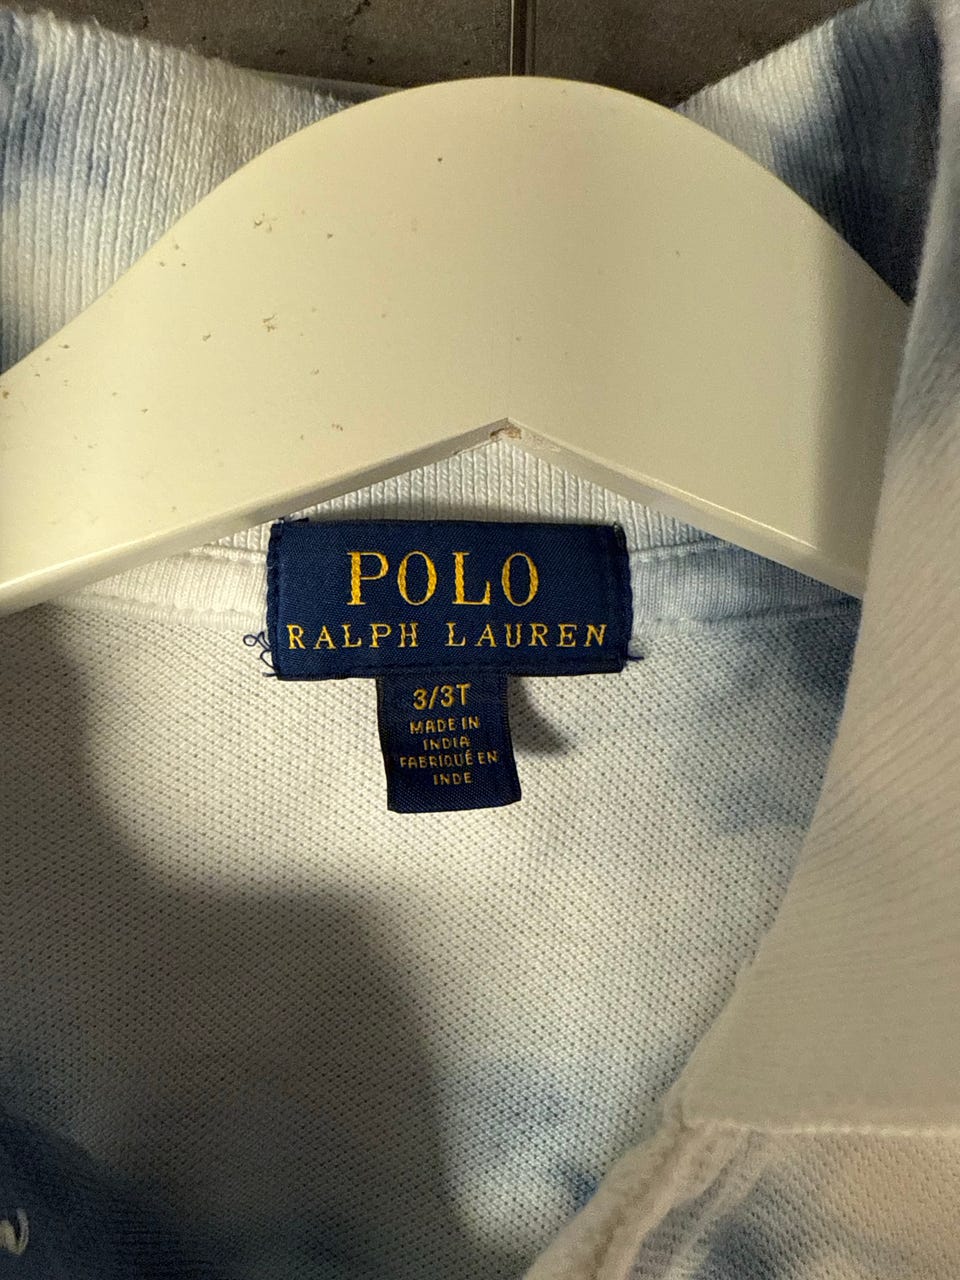 POLO
RALPH LAUREN
3/3T
MADE IN
INDIA
FABRIQUÉ EN
INDE